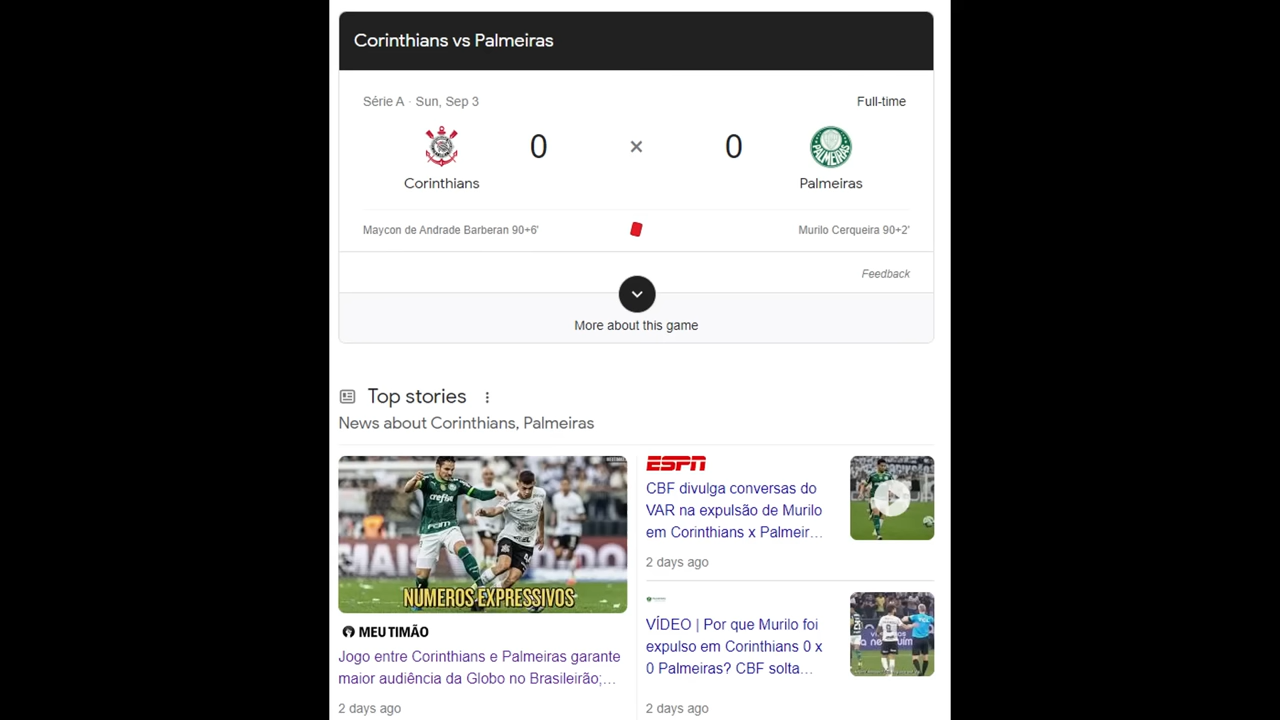 Corinthians vs Palmeiras
Série A · Sun, Sep 3
Full-time
0
×
0
PALMEIRAS
Corinthians
Palmeiras
Maycon de Andrade Barberan 90+6'
Murilo Cerqueira 90+2'
Feedback
More about this game
Top stories
News about Corinthians, Palmeiras
crefisa
FAM
NÚMEROS EXPRESSIVOS
MEU TIMÃO
Jogo entre Corinthians e Palmeiras garante
maior audiência da Globo no Brasileirão;...
2 days ago
ESPN
CBF divulga conversas do
VAR na expulsão de Murilo
em Corinthians x Palmeir...
2 days ago
VÍDEO | Por que Murilo foi
expulso em Corinthians 0 x
0 Palmeiras? CBF solta...
2 days ago